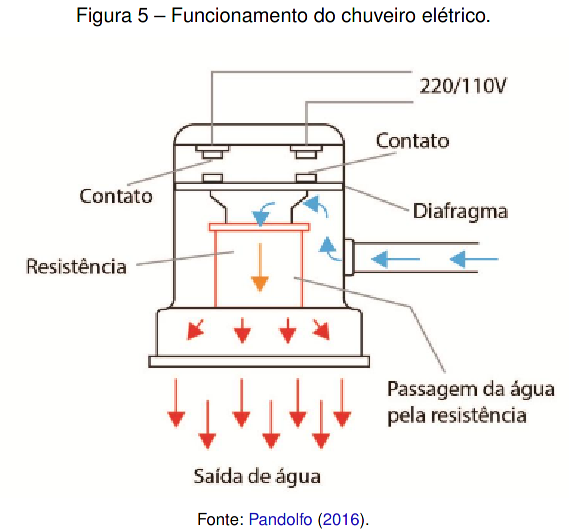 Figura 5 – Funcionamento do chuveiro elétrico.
220/110V
Contato
Contato
Diafragma
Resistência
Passagem da água
pela resistência
Saída de água
Fonte: Pandolfo (2016).